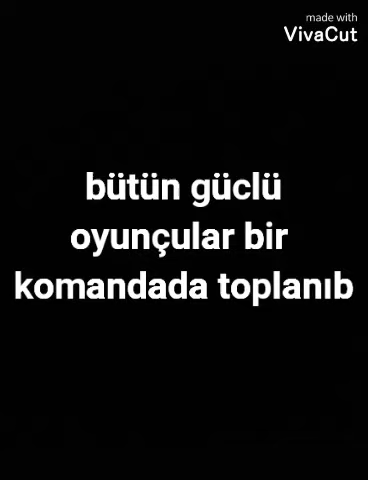 made with
VivaCut
bütün güclü
oyunçular bir
komandada toplanıb